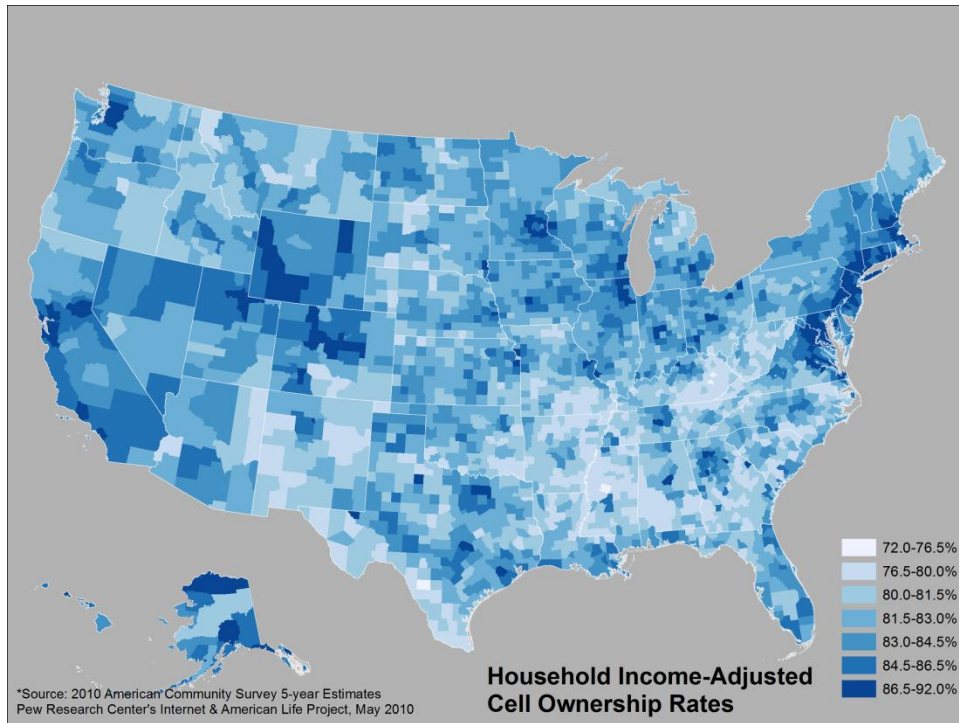 72.0-76.5%
76.5-80.0%
80.0-81.5%
81.5-83.0%
83.0-84.5%
84.5-86.5%
86.5-92.0%
Household Income-Adjusted
Cell Ownership Rates
*Source: 2010 American Community Survey 5-year Estimates
Pew Research Center's Internet & American Life Project, May 2010